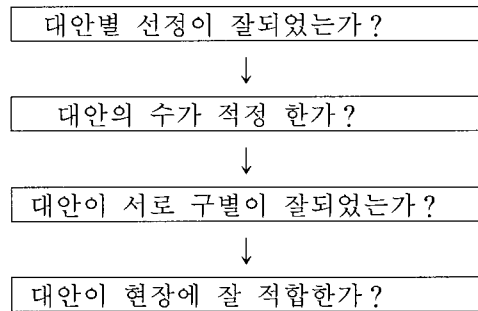 대안별 선정이 잘되었는가?
↓
대안의 수가 적정 한가?
↓
대안이 서로 구별이 잘되었는가?
↓
대안이 현장에 잘 적합한가?